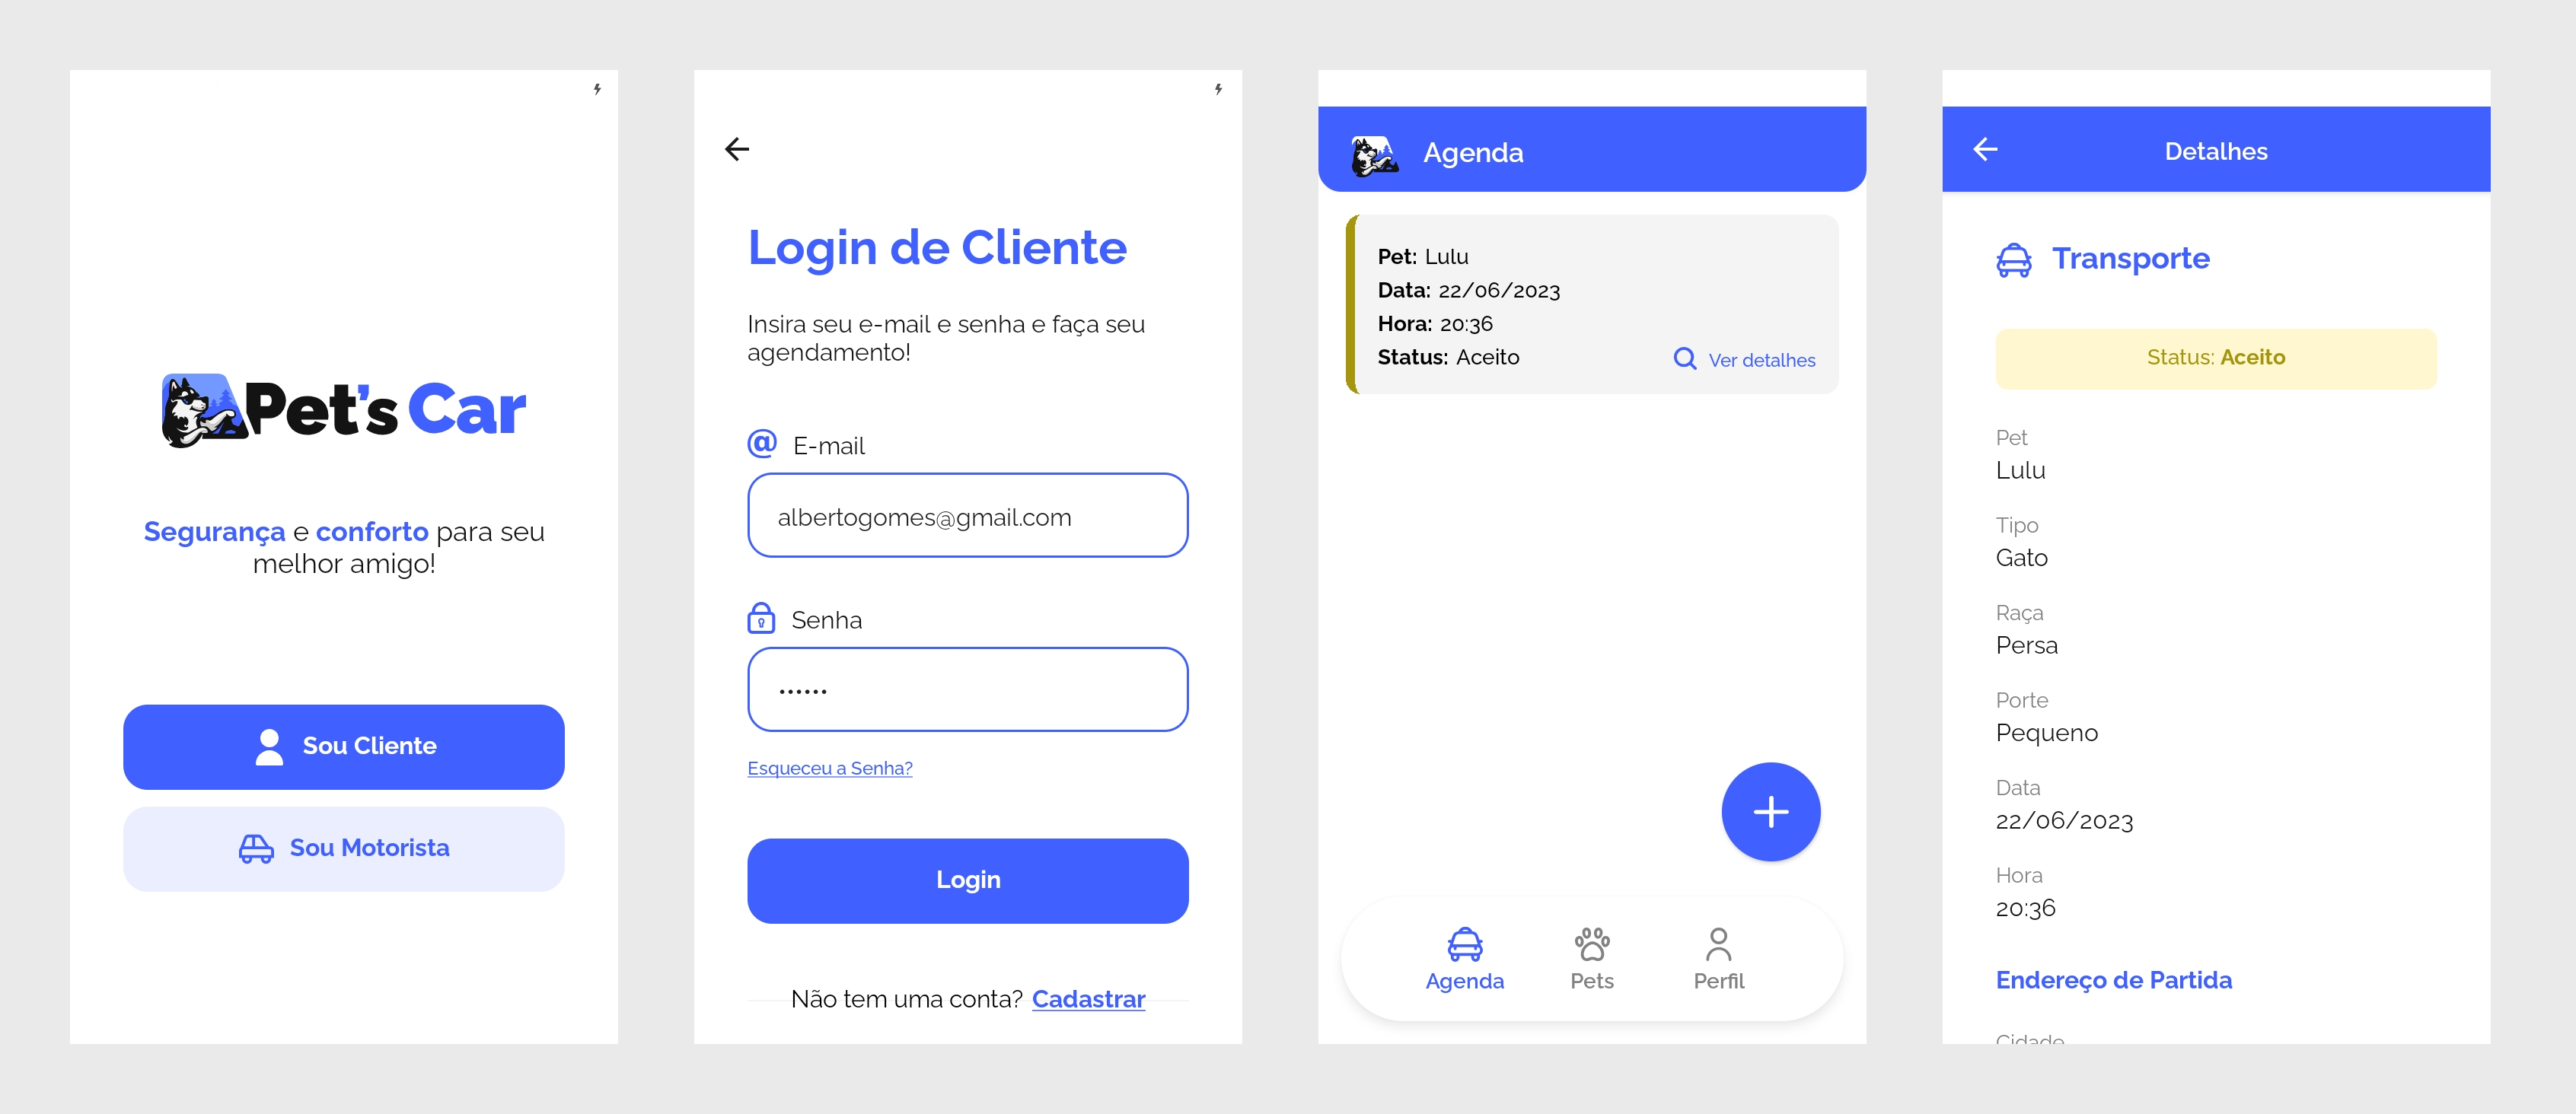 Pet's Car
Segurança e conforto para seu
melhor amigo!
Sou Cliente
Sou Motorista
Login de Cliente
Insira seu e-mail e senha e faça seu
agendamento!
@ E-mail
albertogomes@gmail.com
Senha
••••••
Esqueceu a Senha?
Login
Não tem uma conta? Cadastrar
Agenda
Pet: Lulu
Data: 22/06/2023
Hora: 20:36
Status: Aceito
Ver detalhes
Agenda
Pets
Perfil
Detalhes
Transporte
Status: Aceito
Pet
Lulu
Tipo
Gato
Raça
Persa
Porte
Pequeno
Data
22/06/2023
Hora
20:36
Endereço de Partida
Cidade